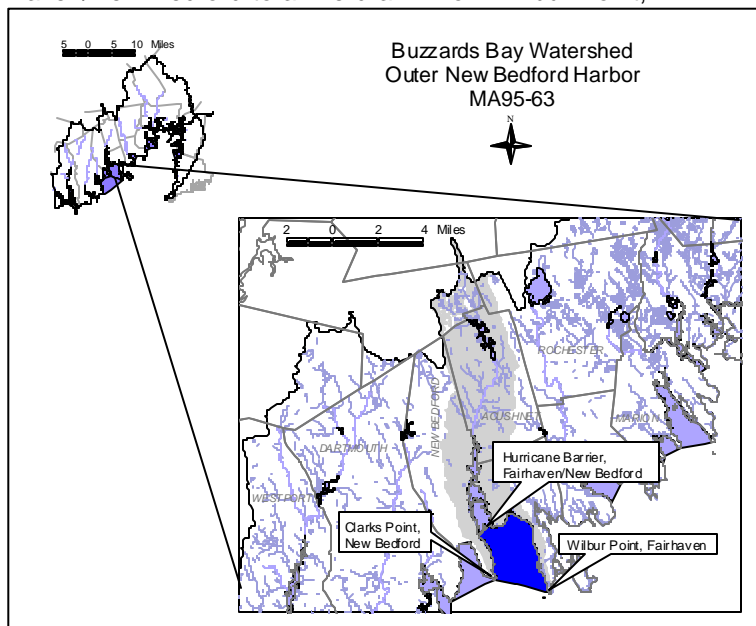 Buzzards Bay Watershed
Outer New Bedford Harbor
MA95-63
N
5 0 5 10 Miles
2 0 2 4 Miles
ROCHESTER
NEW BEDFORD
ACUSHNET
MARION
DARTMOUTH
WESTPORT
Hurricane Barrier,
Fairhaven/New Bedford
Clarks Point,
New Bedford
Wilbur Point, Fairhaven